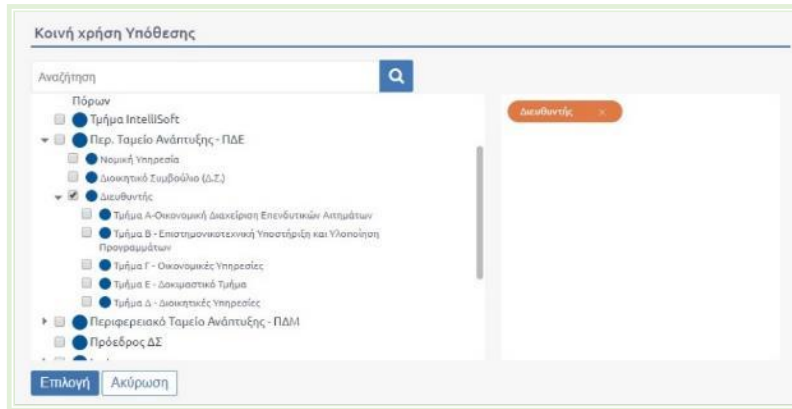 Κοινή χρήση Υπόθεσης
Αναζήτηση
Πόρων
Τμήμα IntelliSoft
Περ. Ταμείο Ανάπτυξης - ΠΔΕ
Νομική Υπηρεσία
Διοικητικό Συμβούλιο (Δ.Σ.)
Διευθυντής
Τμήμα Α-Οικονομική Διαχείριση Επενδυτικών Αιτημάτων
Τμήμα Β - Επιστημονικοτεχνική Υποστήριξη και Υλοποίηση
Προγραμμάτων
Τμήμα Γ - Οικονομικές Υπηρεσίες
Τμήμα Ε - Δοκιμαστικό Τμήμα
Τμήμα Δ - Διοικητικές Υπηρεσίες
Περιφερειακό Ταμείο Ανάπτυξης - ΠΔΜ
Πρόεδρος ΔΣ
Διευθυντής ×
Επιλογή Ακύρωση